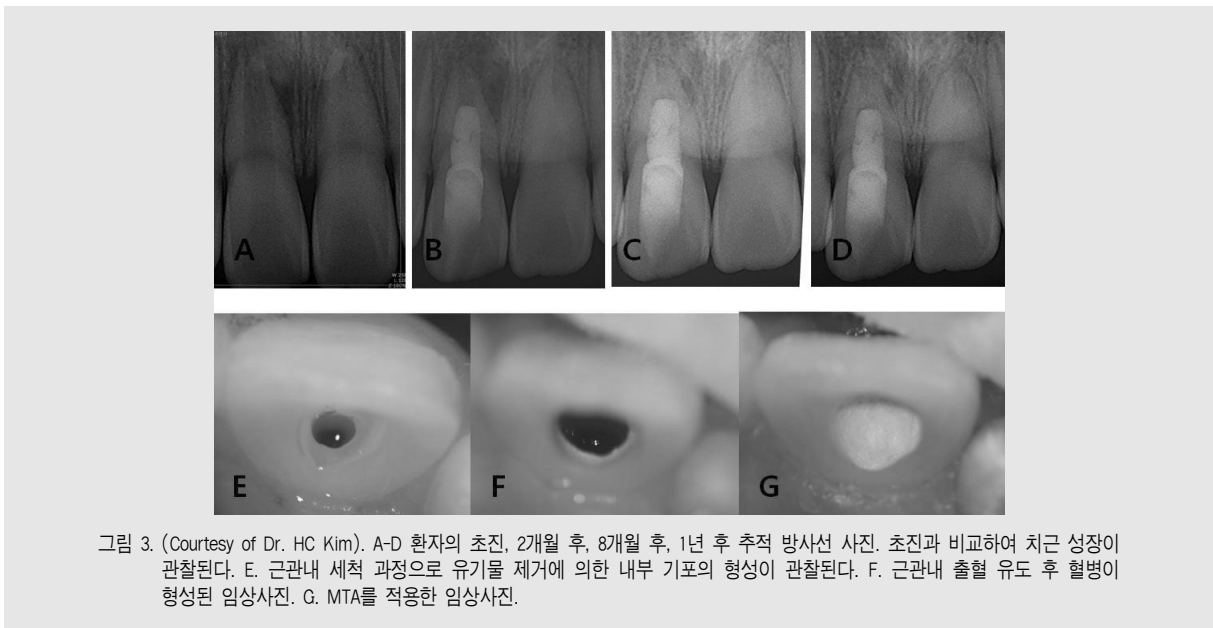 A
B
C
D
E
F
G
그림 3. (Courtesy of Dr. HC Kim). A-D 환자의 초진, 2개월 후, 8개월 후, 1년 후 추적 방사선 사진. 초진과 비교하여 치근 성장이
관찰된다. E. 근관내 세척 과정으로 유기물 제거에 의한 내부 기포의 형성이 관찰된다. F. 근관내 출혈 유도 후 혈병이
형성된 임상사진. G. MTA를 적용한 임상사진.